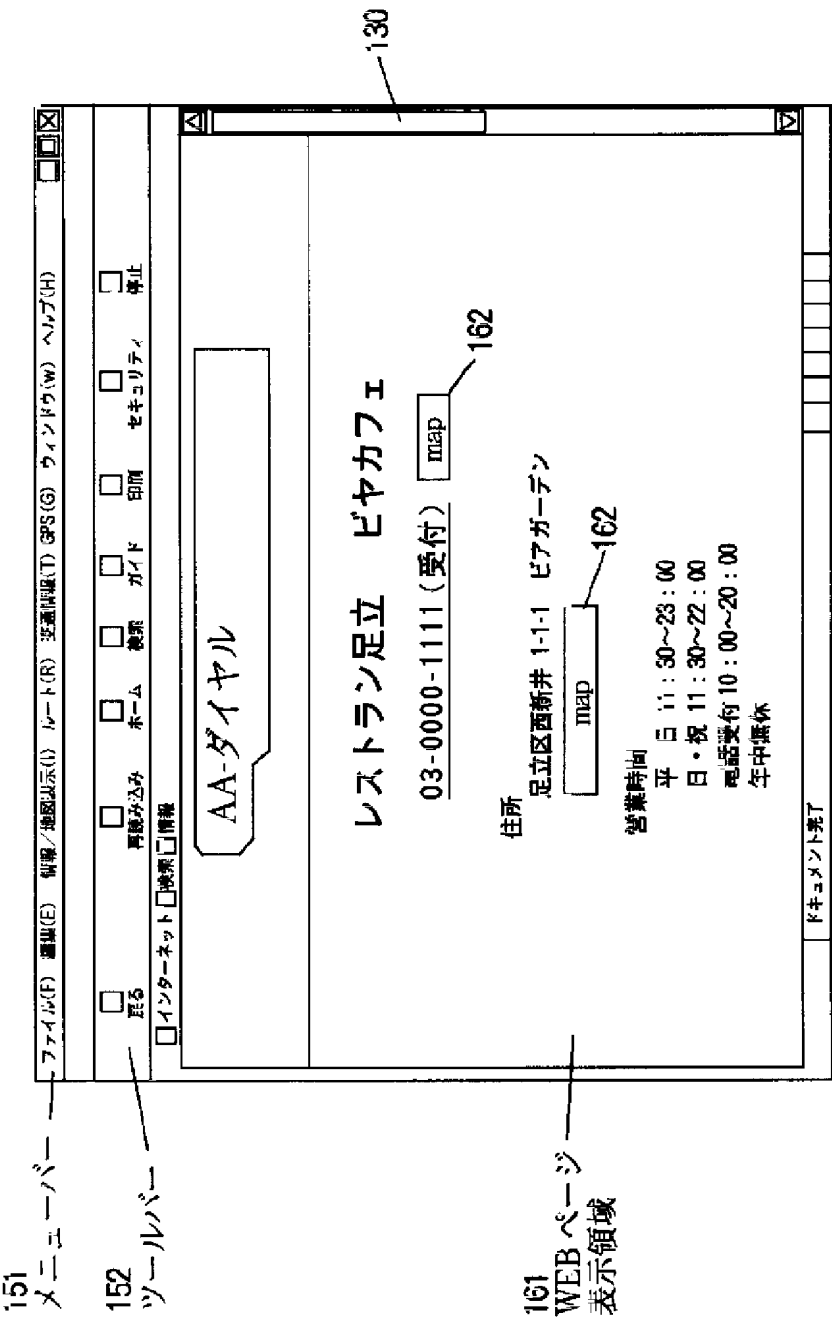 151
メニューバー
ファイル(F) 編集(E) 情報／地図表示(I) ルート(R) 交通情報(T) GPS(G) ウィンドウ(w) ヘルプ(H)
152
ツールバー
戻る 再読み込み ホーム 検索 ガイド 印刷 セキュリティ 停止
インターネット 検索 情報
AA-ダイヤル
130
レストラン足立 ビヤカフェ
03-0000-1111(受付) map
162
住所
足立区西新井 1-1-1 ビアガーデン
map
162
営業時間
平 日 11：30～23：00
日・祝 11：30～22：00
電話受付 10：00～20：00
年中無休
161
WEB ページ
表示領域
ドキュメント完了